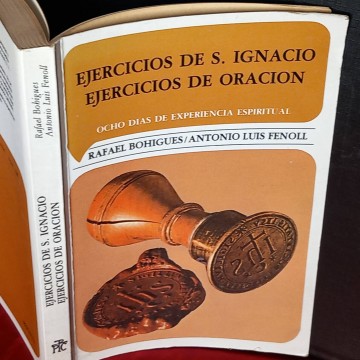 EJERCICIOS DE S. IGNACIO
EJERCICIOS DE ORACION
OCHO DIAS DE EXPERIENCIA ESPIRITUAL
RAFAEL BOHIGUES/ANTONIO LUIS FENOLL
Rafael Bohigues
Antonio Luis Fenoll
EJERCICIOS DE S. IGNACIO
EJERCICIOS DE ORACION
PPC